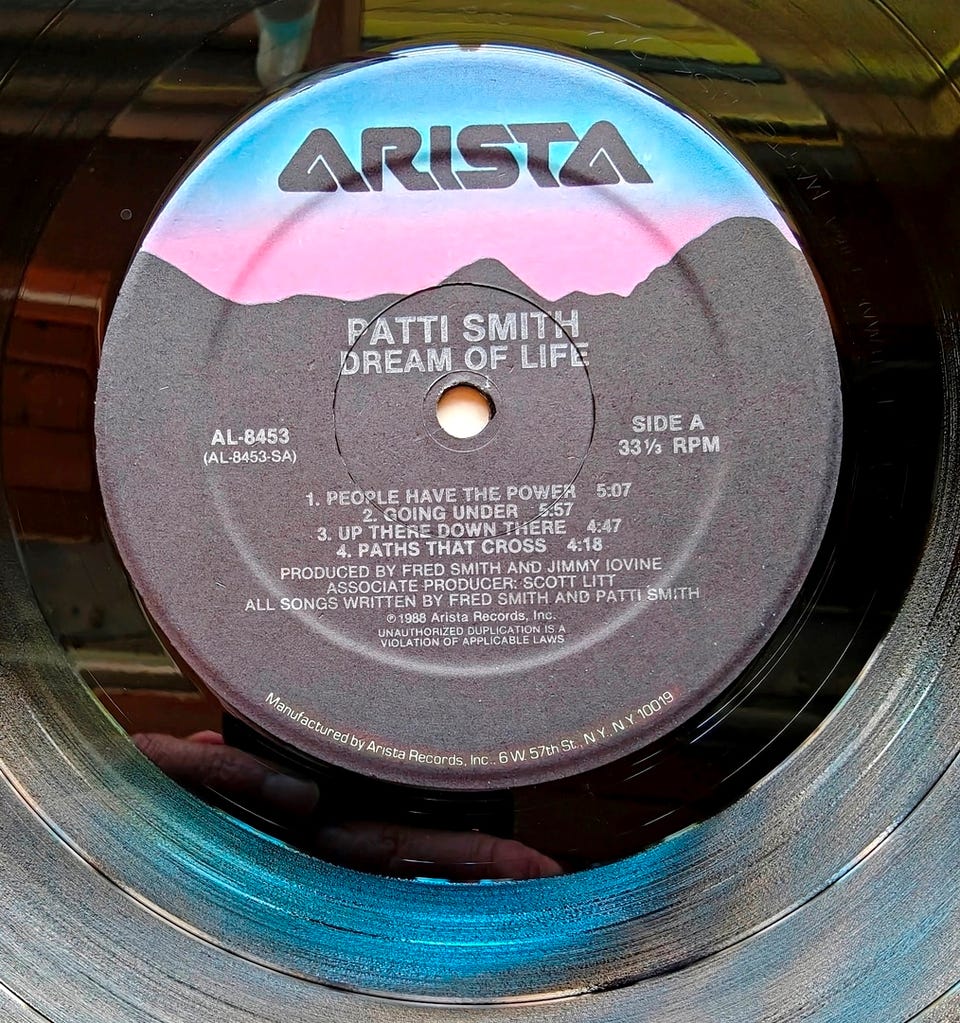 ARISTA
PATTI SMITH
DREAM OF LIFE
AL-8453
(AL-8453-SA)
SIDE A
33⅓ RPM
1. PEOPLE HAVE THE POWER 5:07
2. GOING UNDER 5:57
3. UP THERE DOWN THERE 4:47
4. PATHS THAT CROSS 4:18
PRODUCED BY FRED SMITH AND JIMMY IOVINE
ASSOCIATE PRODUCER: SCOTT LITT
ALL SONGS WRITTEN BY FRED SMITH AND PATTI SMITH
℗1988 Arista Records, Inc.
UNAUTHORIZED DUPLICATION IS A
VIOLATION OF APPLICABLE LAWS
Manufactured by Arista Records, Inc., 6 W. 57th St., N.Y., N.Y. 10019